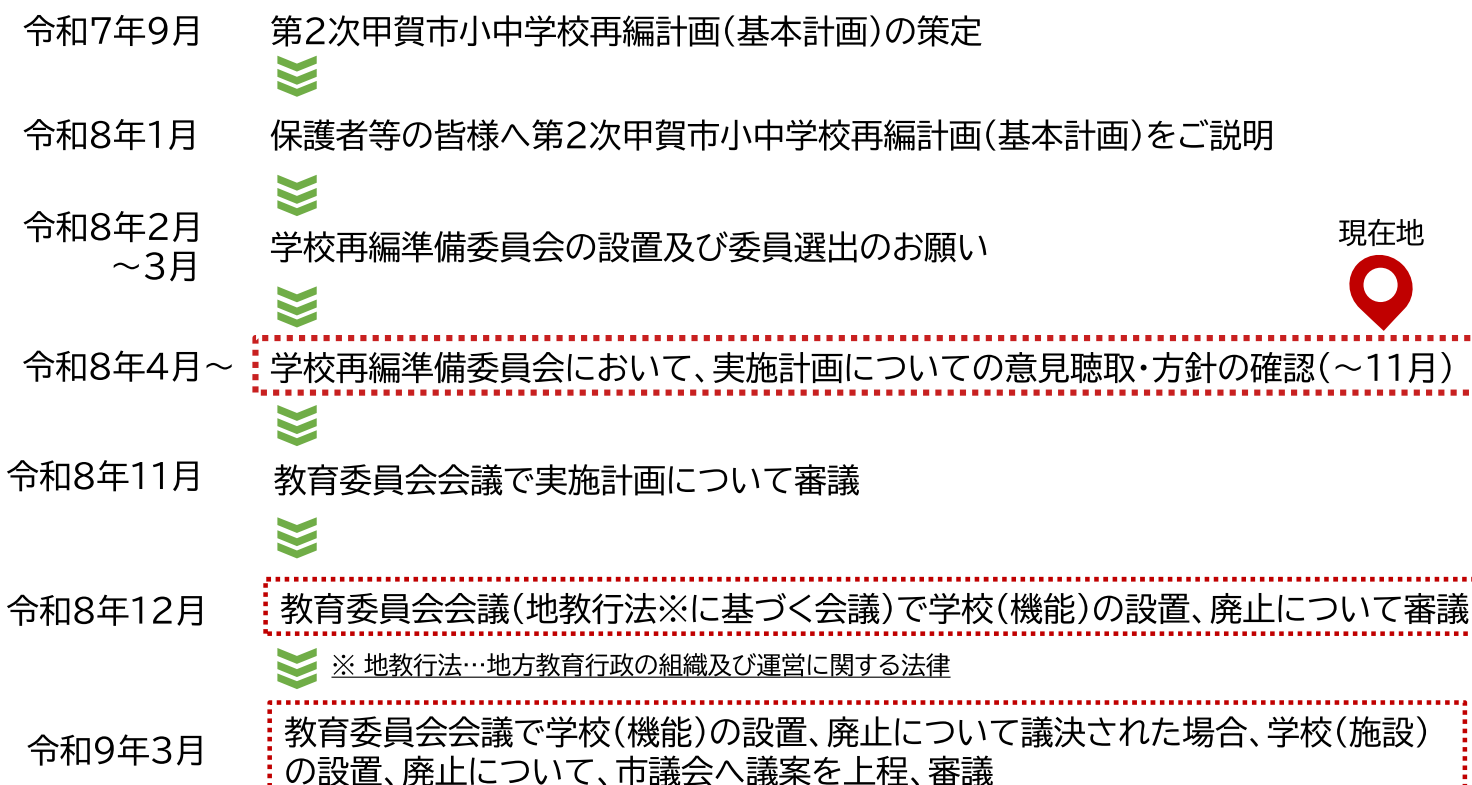 令和7年9月 第2次甲賀市小中学校再編計画(基本計画)の策定
令和8年1月 保護者等の皆様へ第2次甲賀市小中学校再編計画(基本計画)をご説明
令和8年2月
~3月
学校再編準備委員会の設置及び委員選出のお願い
現在地
令和8年4月~ 学校再編準備委員会において、実施計画についての意見聴取・方針の確認(~11月)
令和8年11月 教育委員会会議で実施計画について審議
令和8年12月 教育委員会会議(地教行法※に基づく会議)で学校(機能)の設置、廃止について審議
※ 地教行法…地方教育行政の組織及び運営に関する法律
令和9年3月
教育委員会会議で学校(機能)の設置、廃止について議決された場合、学校(施設)
の設置、廃止について、市議会へ議案を上程、審議